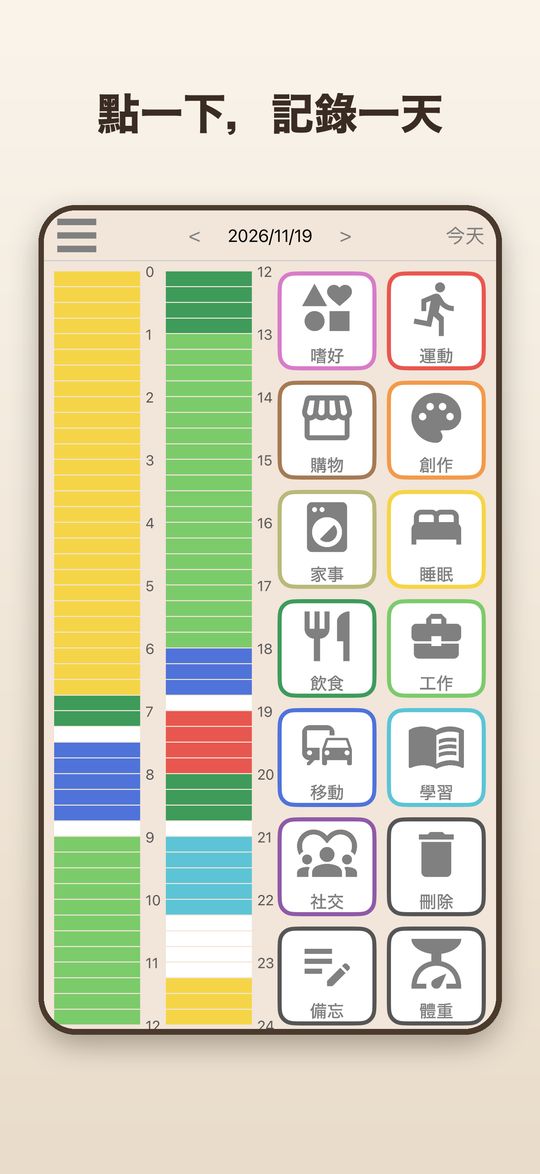 點一下，記錄一天
< 2026/11/19 > 今天
0 12
1 13
2 14
3 15
4 16
5 17
6 18
7 19
8 20
9 21
10 22
11 23
12 24
嗜好 運動
購物 創作
家事 睡眠
飲食 工作
移動 學習
社交 刪除
備忘 體重